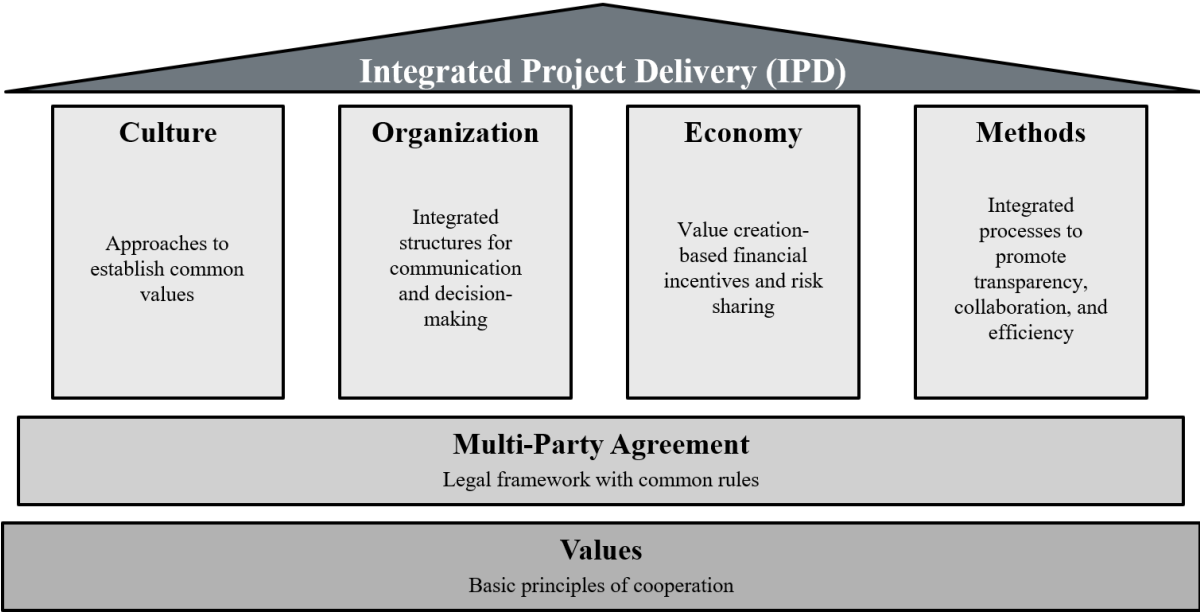 Integrated Project Delivery (IPD)
Culture
Approaches to
establish common
values
Organization
Integrated
structures for
communication
and decision-
making
Economy
Value creation-
based financial
incentives and risk
sharing
Methods
Integrated
processes to
promote
transparency,
collaboration, and
efficiency
Multi-Party Agreement
Legal framework with common rules
Values
Basic principles of cooperation